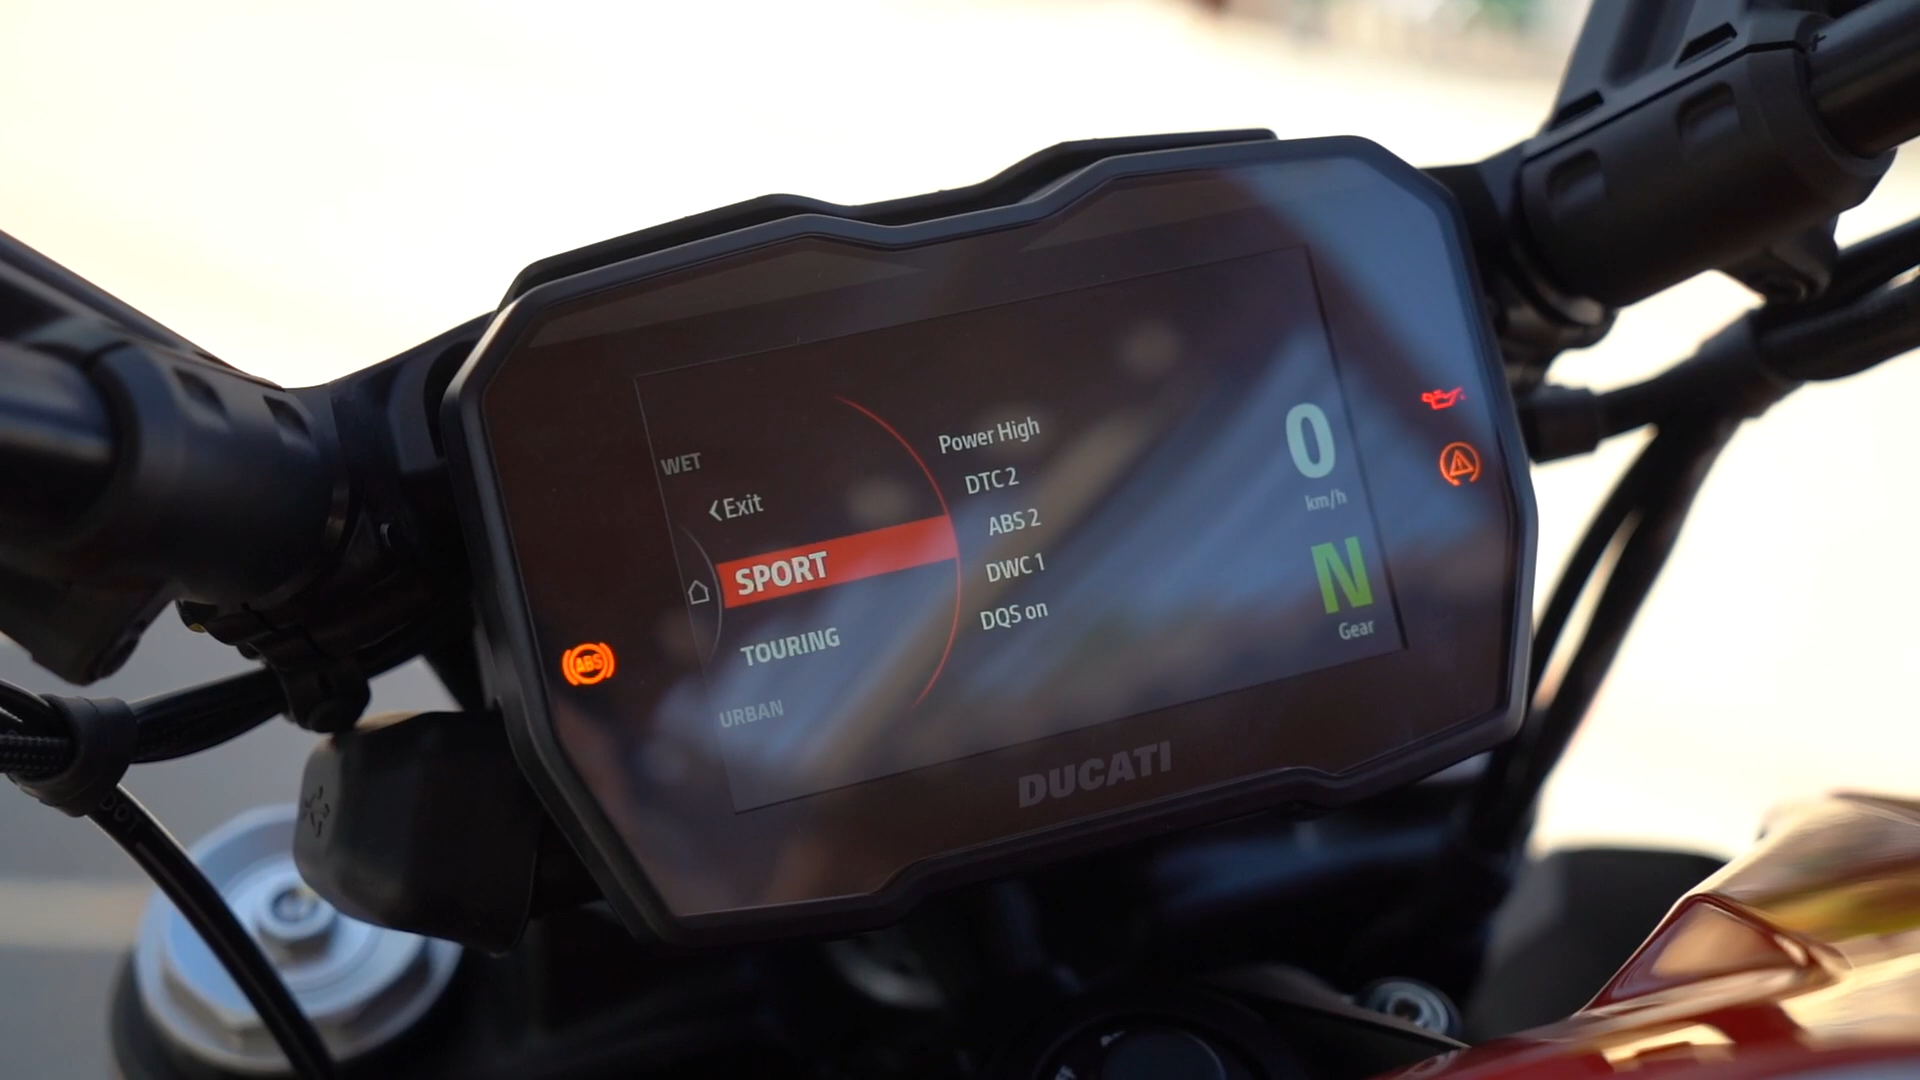 WET
‹Exit
SPORT
TOURING
URBAN
Power High
DTC 2
ABS 2
DWC 1
DQS on
0
km/h
N
Gear
ABS
DUCATI
DOT